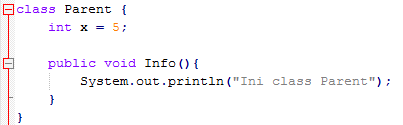 class Parent {
    int x = 5;

    public void Info(){
        System.out.println("Ini class Parent");
    }
}